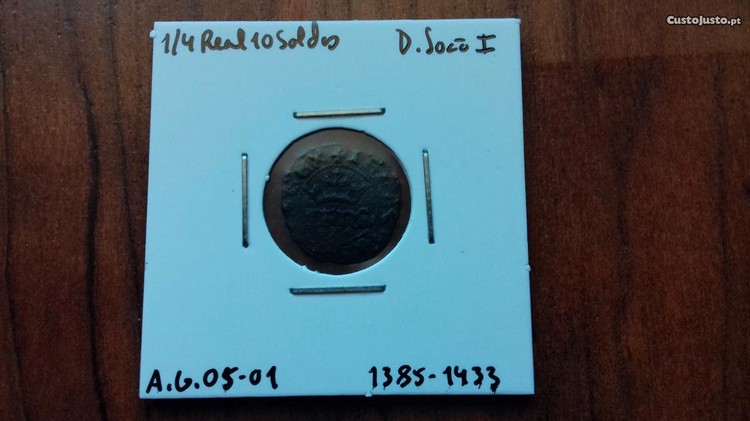 CustoJusto.pt
1/4 Real 10 Soldos D. João I
A.G. 05-01 1385-1433